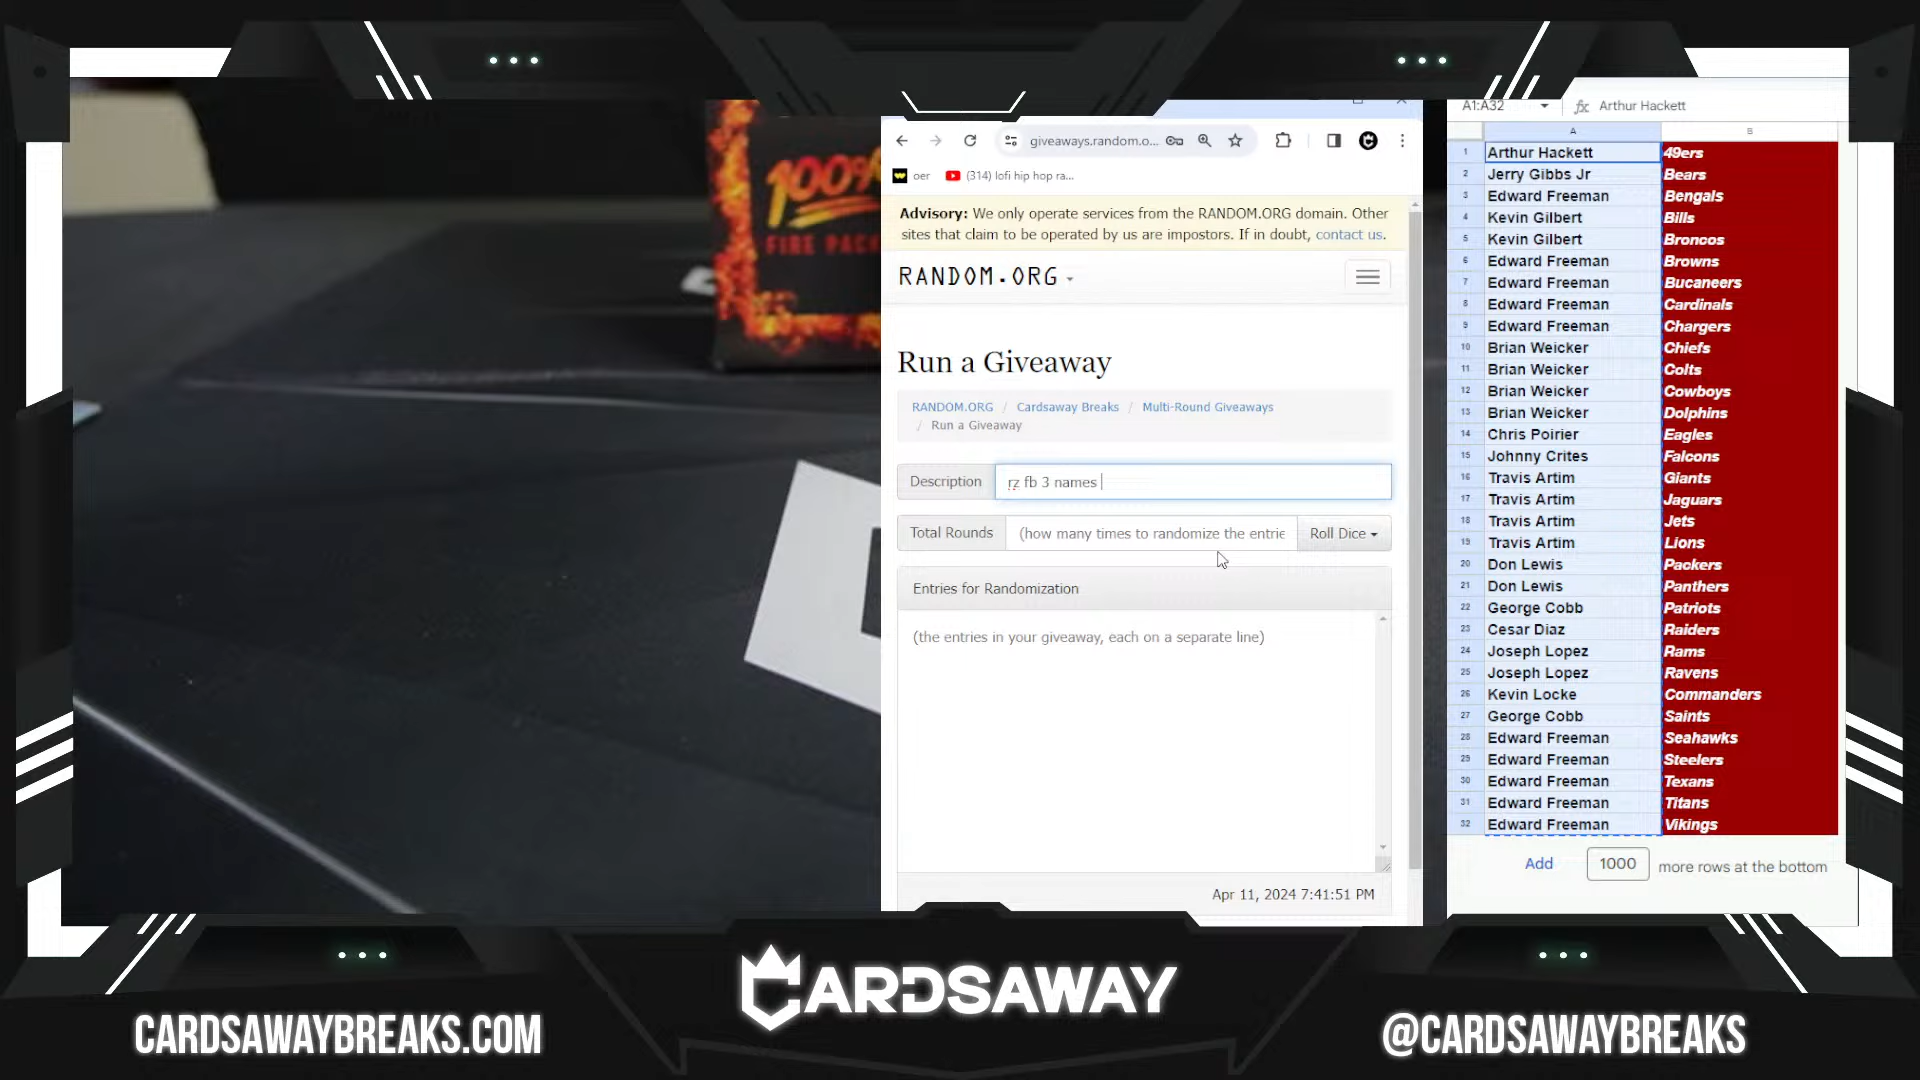 100%
FIRE PACK
giveaways.random.o...
oer
(314) lofi hip hop ra...
Advisory: We only operate services from the RANDOM.ORG domain. Other
sites that claim to be operated by us are impostors. If in doubt, contact us.
RANDOM.ORG
Run a Giveaway
RANDOM.ORG / Cardsaway Breaks / Multi-Round Giveaways
/ Run a Giveaway
Description rz fb 3 names
Total Rounds (how many times to randomize the entrie Roll Dice
Entries for Randomization
(the entries in your giveaway, each on a separate line)
Apr 11, 2024 7:41:51 PM
A1:A32 fx Arthur Hackett
A B
1 Arthur Hackett 49ers
2 Jerry Gibbs Jr Bears
3 Edward Freeman Bengals
4 Kevin Gilbert Bills
5 Kevin Gilbert Broncos
6 Edward Freeman Browns
7 Edward Freeman Bucaneers
8 Edward Freeman Cardinals
9 Edward Freeman Chargers
10 Brian Weicker Chiefs
11 Brian Weicker Colts
12 Brian Weicker Cowboys
13 Brian Weicker Dolphins
14 Chris Poirier Eagles
15 Johnny Crites Falcons
16 Travis Artim Giants
17 Travis Artim Jaguars
18 Travis Artim Jets
19 Travis Artim Lions
20 Don Lewis Packers
21 Don Lewis Panthers
22 George Cobb Patriots
23 Cesar Diaz Raiders
24 Joseph Lopez Rams
25 Joseph Lopez Ravens
26 Kevin Locke Commanders
27 George Cobb Saints
28 Edward Freeman Seahawks
29 Edward Freeman Steelers
30 Edward Freeman Texans
31 Edward Freeman Titans
32 Edward Freeman Vikings
Add 1000 more rows at the bottom
CARDSAWAY
CARDSAWAYBREAKS.COM
@CARDSAWAYBREAKS